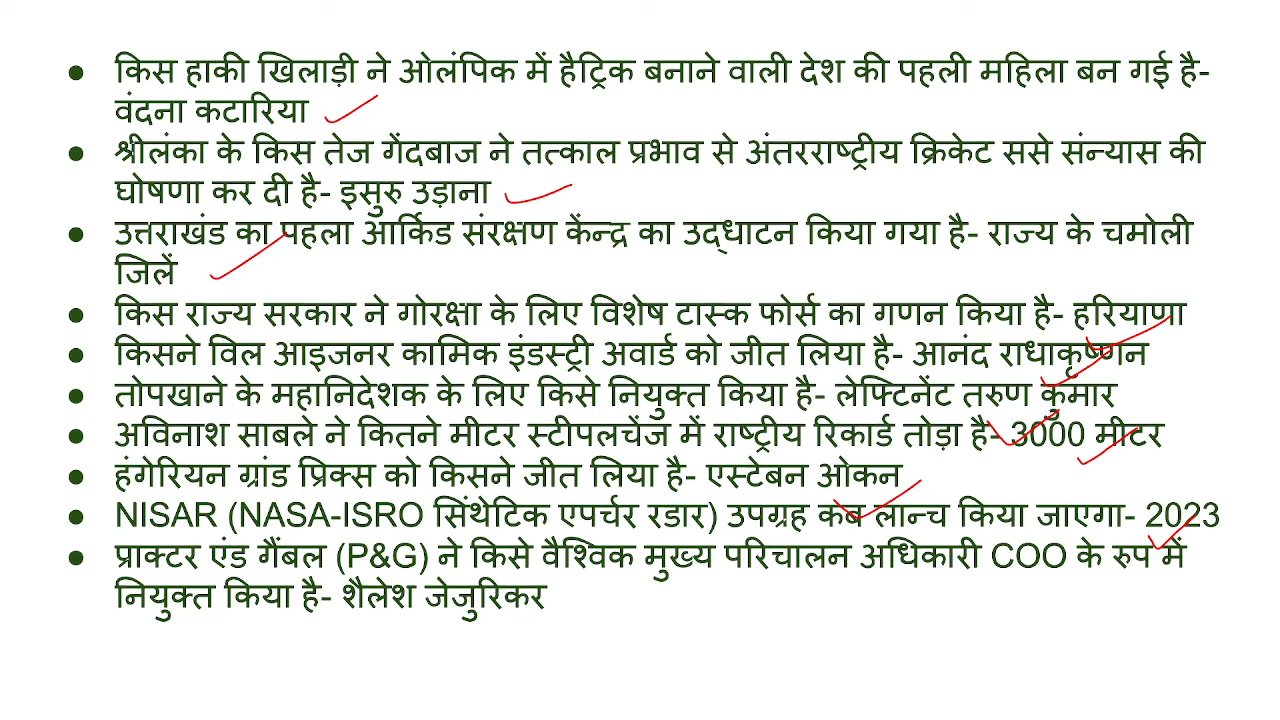 ● किस हाकी खिलाड़ी ने ओलंपिक में हैट्रिक बनाने वाली देश की पहली महिला बन गई है-
वंदना कटारिया
● श्रीलंका के किस तेज गेंदबाज ने तत्काल प्रभाव से अंतरराष्ट्रीय क्रिकेट ससे संन्यास की
घोषणा कर दी है- इसुरु उड़ाना
● उत्तराखंड का पहला आर्किड संरक्षण केंन्द्र का उद्धाटन किया गया है- राज्य के चमोली
जिलें
● किस राज्य सरकार ने गोरक्षा के लिए विशेष टास्क फोर्स का गणन किया है- हरियाणा
● किसने विल आइजनर कामिक इंडस्ट्री अवार्ड को जीत लिया है- आनंद राधाकृष्णन
● तोपखाने के महानिदेशक के लिए किसे नियुक्त किया है- लेफ्टिनेंट तरुण कुमार
● अविनाश साबले ने कितने मीटर स्टीपलचेंज में राष्ट्रीय रिकार्ड तोड़ा है- 3000 मीटर
● हंगेरियन ग्रांड प्रिक्स को किसने जीत लिया है- एस्टेबन ओकन
● NISAR (NASA-ISRO सिंथेटिक एपर्चर रडार) उपग्रह कब लान्च किया जाएगा- 2023
● प्राक्टर एंड गैंबल (P&G) ने किसे वैश्विक मुख्य परिचालन अधिकारी COO के रुप में
नियुक्त किया है- शैलेश जेजुरिकर